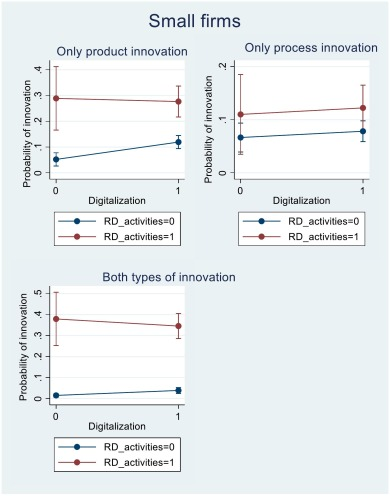 Small firms
Only product innovation
Probability of innovation
.4
.3
.2
.1
0
0 1
Digitalization
RD_activities=0
RD_activities=1
Only process innovation
Probability of innovation
.2
.1
0
0 1
Digitalization
RD_activities=0
RD_activities=1
Both types of innovation
Probability of innovation
.5
.4
.3
.2
.1
0
0 1
Digitalization
RD_activities=0
RD_activities=1